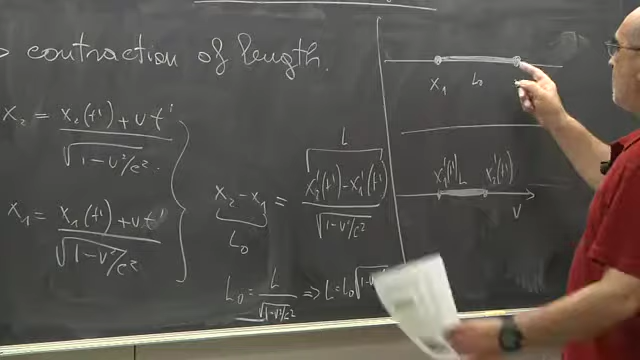 contraction of length.
x₂ = (x₂'(t') + vt') / √(1-v²/c²)
x₁ = (x₁'(t') + vt') / √(1-v²/c²)
L
x₂ - x₁ = (x₂'(t') - x₁'(t')) / √(1-v²/c²)
L₀
L₀ = L / √(1-v²/c²) ⇒ L = L₀√1-
x₁ L₀
x₁'(t') L x₂'(t')
v